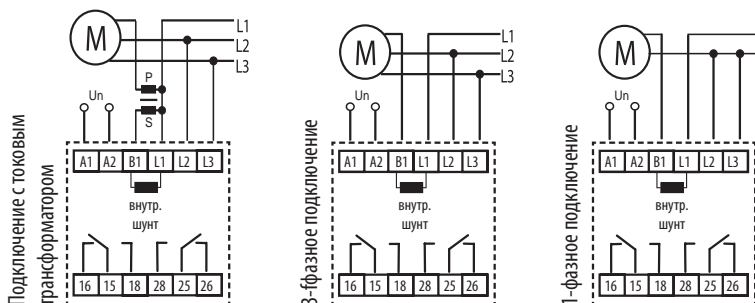 Подключение с токовым
трансформатором
M
L1
L2
L3
P
S
Un
A1 A2 B1 L1 L2 L3
внутр.
шунт
16 15 18 28 25 26
3-fфазное подключение
M
L1
L2
L3
Un
A1 A2 B1 L1 L2 L3
внутр.
шунт
16 15 18 28 25 26
1-фазное подключение
M
Un
A1 A2 B1 L1 L2 L3
внутр.
шунт
16 15 18 28 25 26